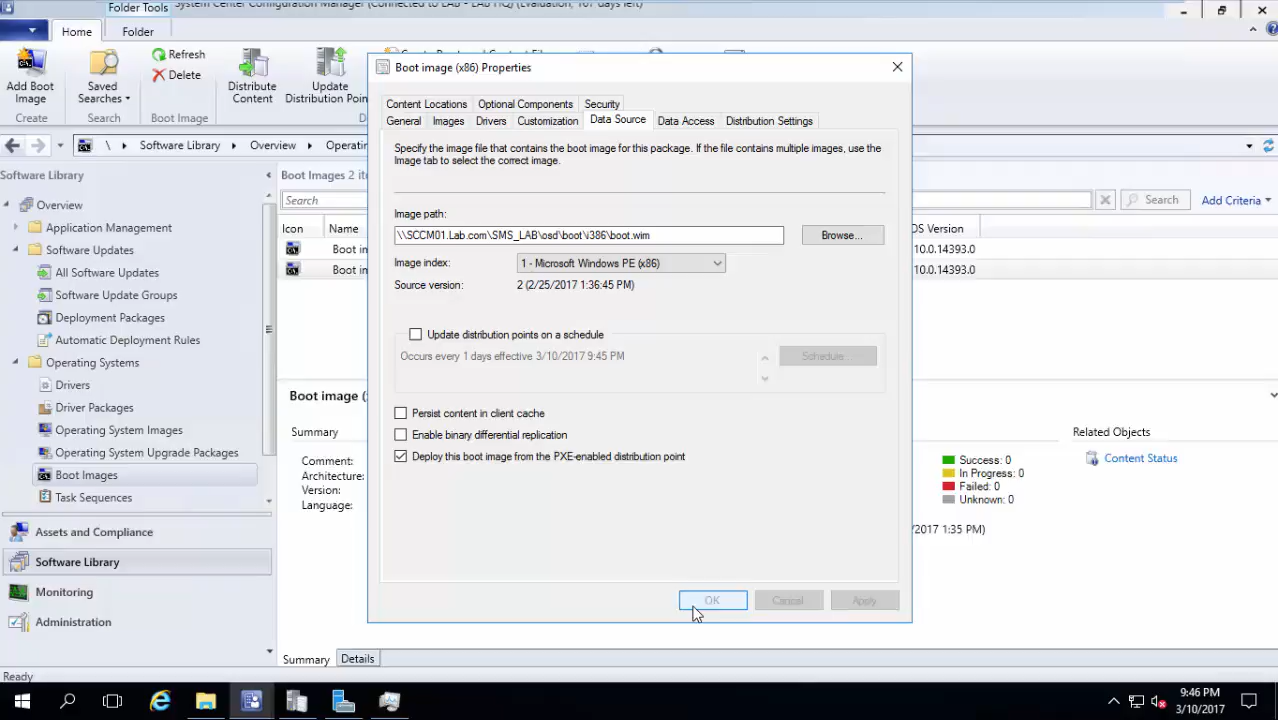 Folder Tools
System Center Configuration Manager (Connected to LAB - LAB HQ) (Evaluation, 167 days left)
Home
Folder
Add Boot
Image
Saved
Searches
Refresh
Delete
Distribute
Content
Update
Distribution Poin
Create
Search
Boot Image
\ Software Library Overview Operatin
Software Library
Overview
Application Management
Software Updates
All Software Updates
Software Update Groups
Deployment Packages
Automatic Deployment Rules
Operating Systems
Drivers
Driver Packages
Operating System Images
Operating System Upgrade Packages
Boot Images
Task Sequences
Assets and Compliance
Software Library
Monitoring
Administration
Ready
Boot Images 2 it
Search
Search
Add Criteria
Icon Name OS Version
Boot im 10.0.14393.0
Boot im 10.0.14393.0
Boot image (
Summary
Comment:
Architecture:
Version:
Language:
Success: 0
In Progress: 0
Failed: 0
Unknown: 0
/2017 1:35 PM)
Related Objects
Content Status
Summary
Details
Boot image (x86) Properties
Content Locations Optional Components Security
General Images Drivers Customization Data Source Data Access Distribution Settings
Specify the image file that contains the boot image for this package. If the file contains multiple images, use the
Image tab to select the correct image.
Image path:
\\SCCM01.Lab.com\SMS_LAB\osd\boot\i386\boot.wim
Browse...
Image index:
1 - Microsoft Windows PE (x86)
Source version:
2 (2/25/2017 1:36:45 PM)
Update distribution points on a schedule
Occurs every 1 days effective 3/10/2017 9:45 PM
Schedule...
Persist content in client cache
Enable binary differential replication
Deploy this boot image from the PXE-enabled distribution point
OK
Cancel
Apply
9:46 PM
3/10/2017